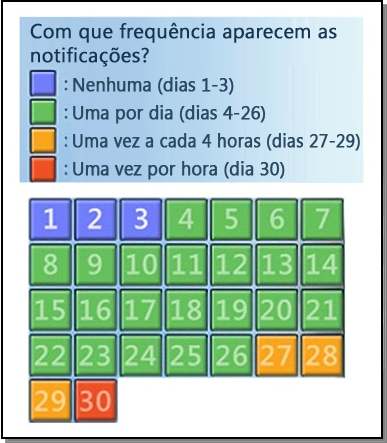 Com que frequência aparecem as
notificações?
: Nenhuma (dias 1-3)
: Uma por dia (dias 4-26)
: Uma vez a cada 4 horas (dias 27-29)
: Uma vez por hora (dia 30)
1 2 3 4 5 6 7
8 9 10 11 12 13 14
15 16 17 18 19 20 21
22 23 24 25 26 27 28
29 30